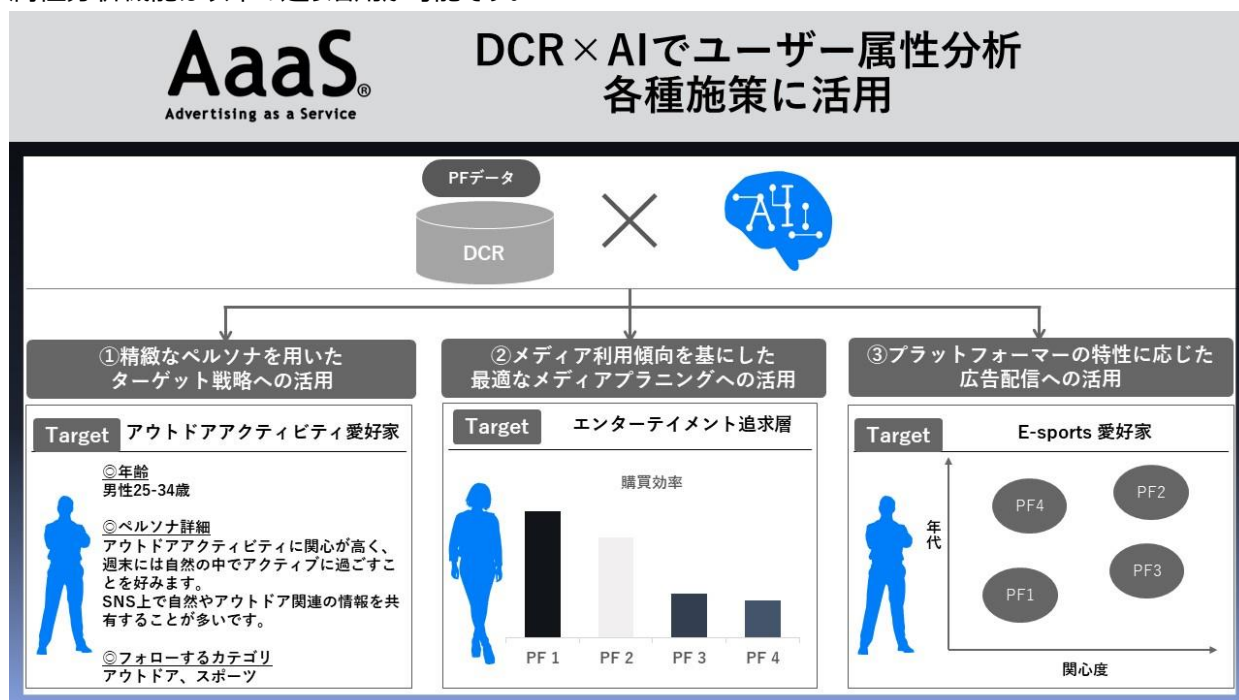 AaaS®
Advertising as a Service
DCR×AIでユーザー属性分析
各種施策に活用
PFデータ
DCR
AI
①精緻なペルソナを用いた
ターゲット戦略への活用
②メディア利用傾向を基にした
最適なメディアプラニングへの活用
③プラットフォーマーの特性に応じた
広告配信への活用
Target アウトドアアクティビティ愛好家
◎年齢
男性25-34歳
◎ペルソナ詳細
アウトドアアクティビティに関心が高く、
週末には自然の中でアクティブに過ごすこ
とを好みます。
SNS上で自然やアウトドア関連の情報を共
有することが多いです。
◎フォローするカテゴリ
アウトドア、スポーツ
Target エンターテイメント追求層
購買効率
PF 1 PF 2 PF 3 PF 4
Target E-sports 愛好家
年代
PF4
PF2
PF3
PF1
関心度